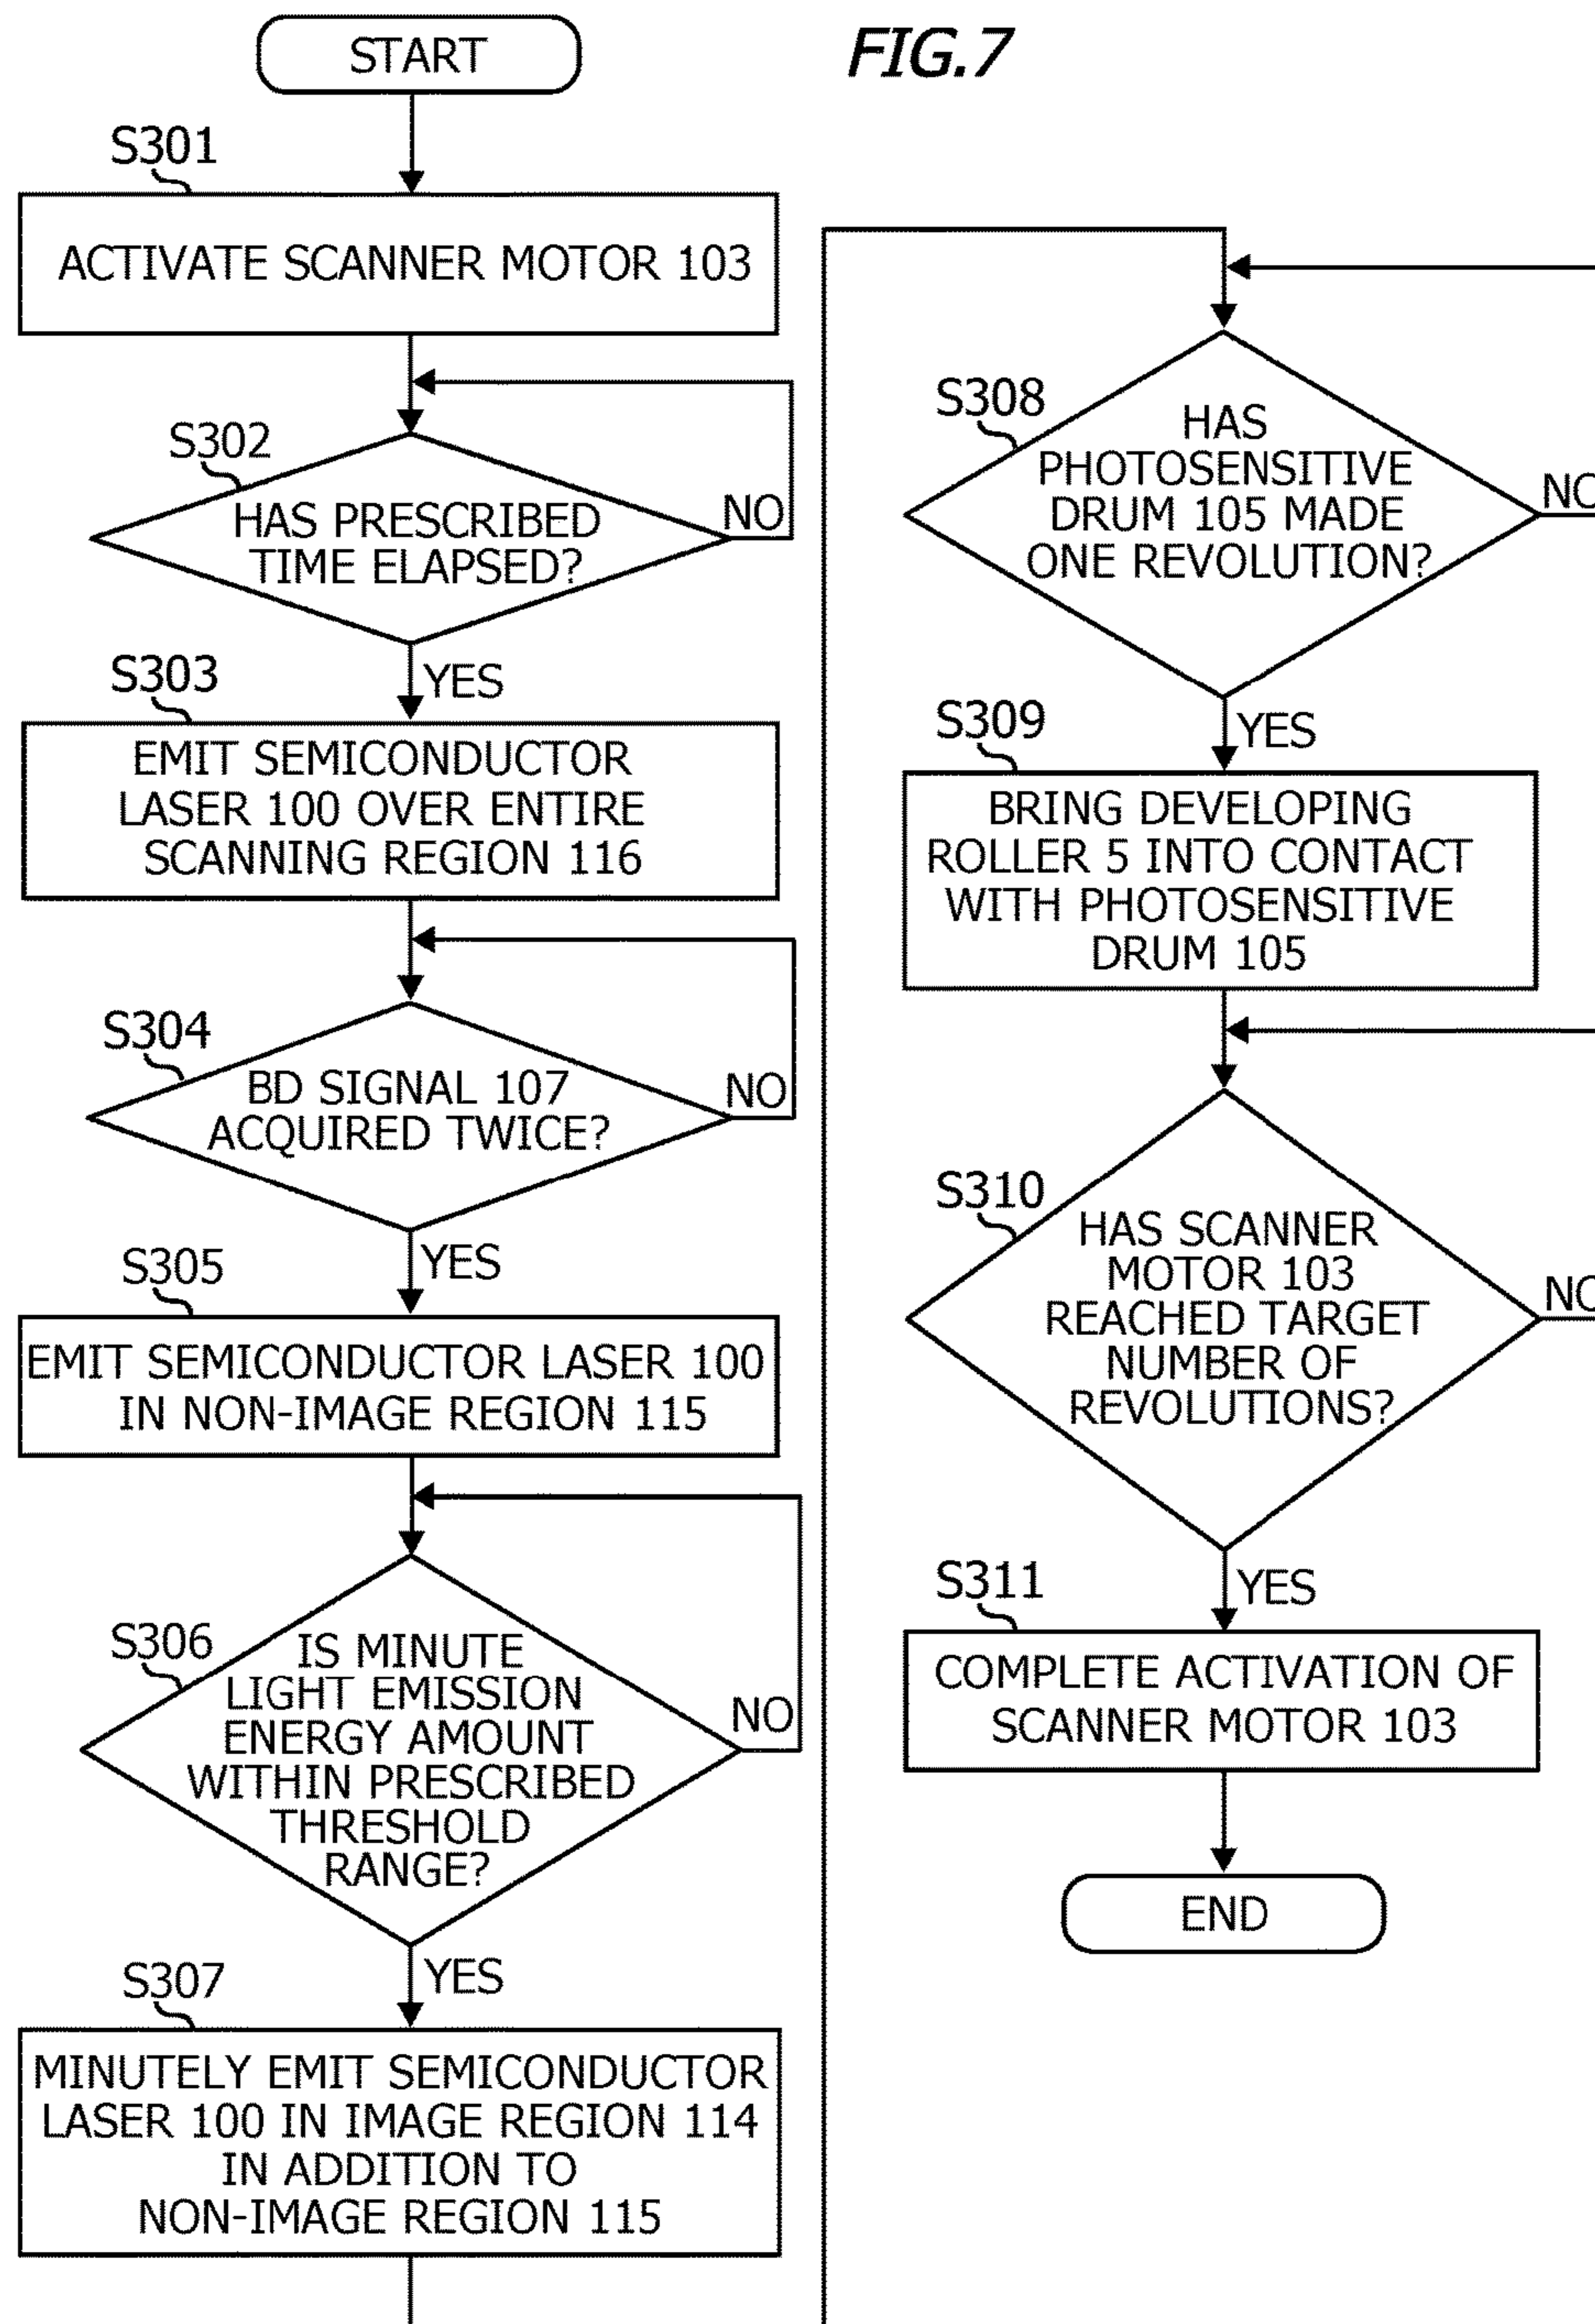 FIG.7
START
S301
ACTIVATE SCANNER MOTOR 103
S302
HAS PRESCRIBED
TIME ELAPSED?
NO
YES
S303
EMIT SEMICONDUCTOR
LASER 100 OVER ENTIRE
SCANNING REGION 116
S304
BD SIGNAL 107
ACQUIRED TWICE?
NO
YES
S305
EMIT SEMICONDUCTOR LASER 100
IN NON-IMAGE REGION 115
S306
IS MINUTE
LIGHT EMISSION
ENERGY AMOUNT
WITHIN PRESCRIBED
THRESHOLD
RANGE?
NO
YES
S307
MINUTELY EMIT SEMICONDUCTOR
LASER 100 IN IMAGE REGION 114
IN ADDITION TO
NON-IMAGE REGION 115
S308
HAS
PHOTOSENSITIVE
DRUM 105 MADE
ONE REVOLUTION?
NO
YES
S309
BRING DEVELOPING
ROLLER 5 INTO CONTACT
WITH PHOTOSENSITIVE
DRUM 105
S310
HAS SCANNER
MOTOR 103
REACHED TARGET
NUMBER OF
REVOLUTIONS?
NO
YES
S311
COMPLETE ACTIVATION OF
SCANNER MOTOR 103
END